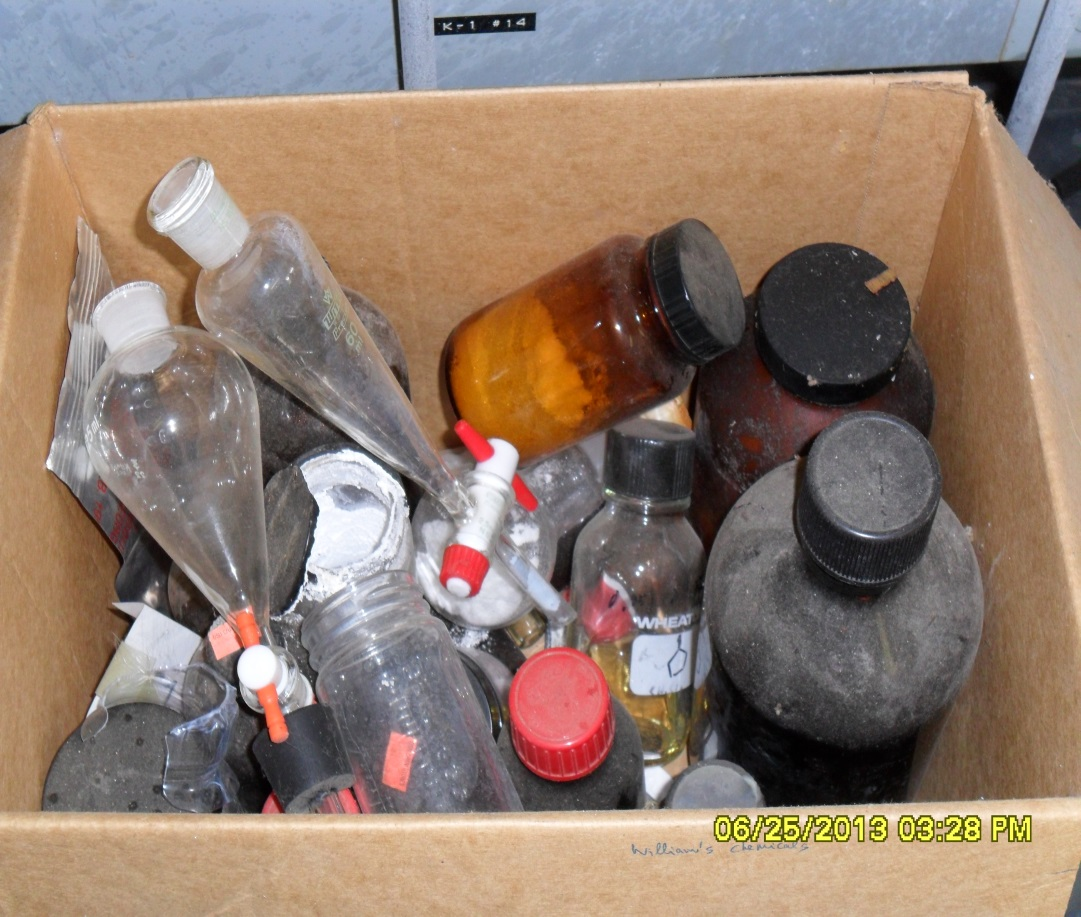 K-1 #14
WHEAT
06/25/2013 03:28 PM
William's chemicals